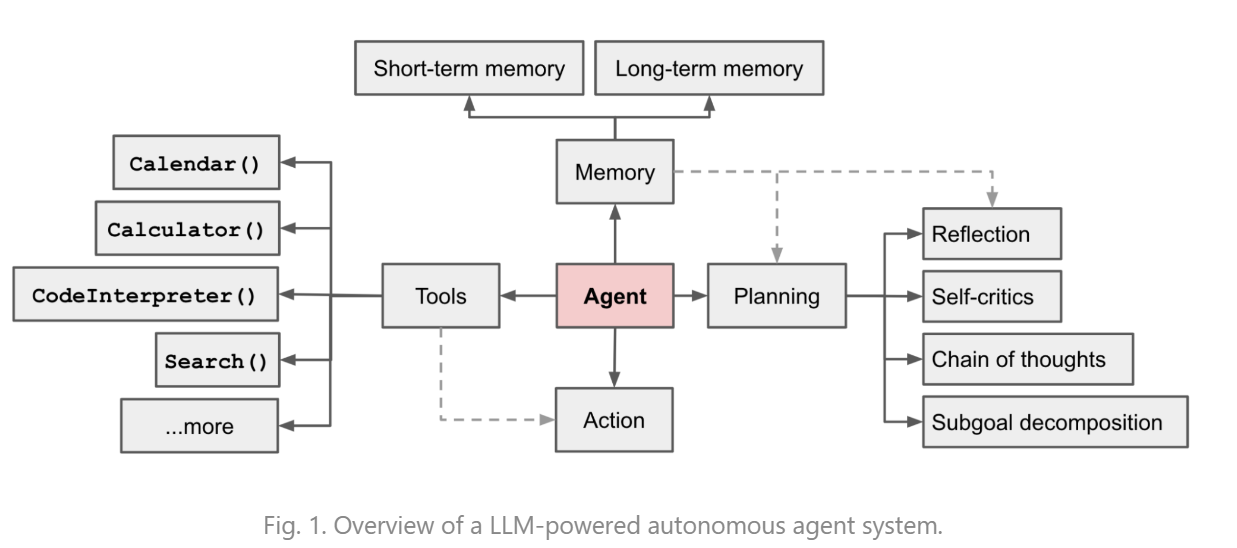 Short-term memory
Long-term memory
Calendar()
Memory
Calculator()
Reflection
CodeInterpreter()
Tools
Agent
Planning
Self-critics
Search()
Chain of thoughts
...more
Action
Subgoal decomposition
Fig. 1. Overview of a LLM-powered autonomous agent system.